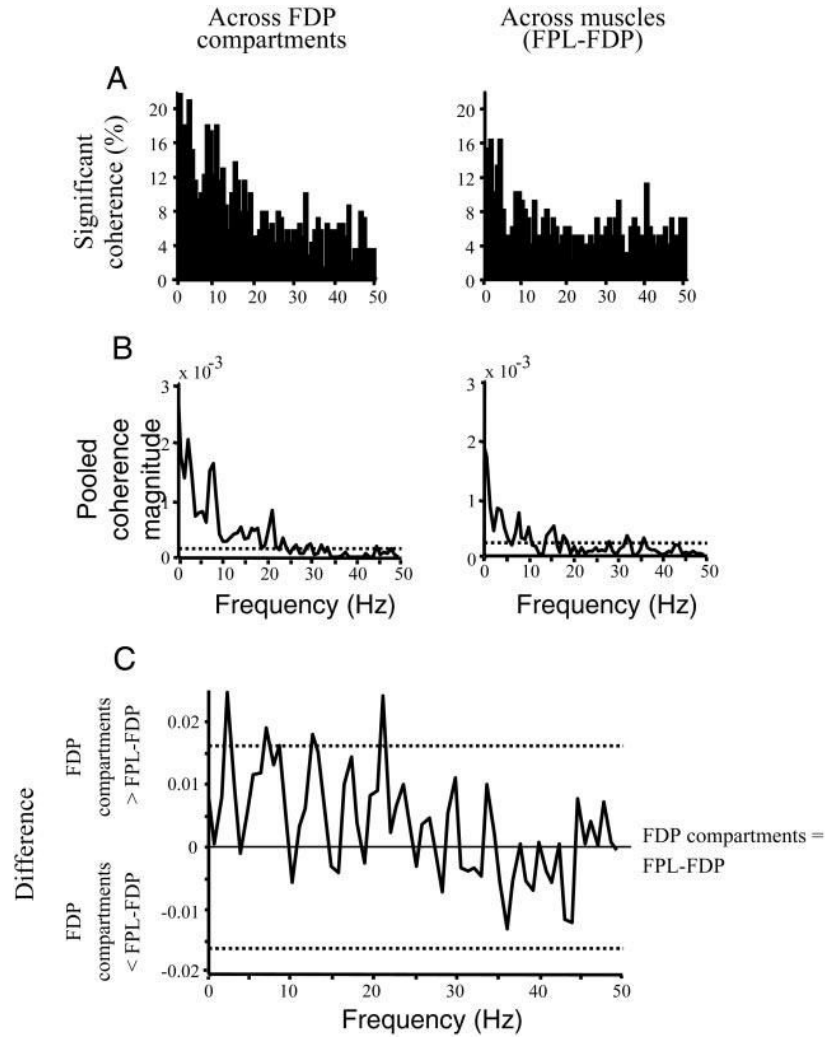 Across FDP
compartments
Across muscles
(FPL-FDP)
A
Significant
coherence (%)
20
16
12
8
4
0
0 10 20 30 40 50
20
16
12
8
4
0
0 10 20 30 40 50
B
Pooled
coherence
magnitude
x 10-3
3
2
1
0
0 10 20 30 40 50
Frequency (Hz)
x 10-3
3
2
1
0
0 10 20 30 40 50
Frequency (Hz)
C
Difference
FDP
compartments
> FPL-FDP
FDP
compartments
< FPL-FDP
0.02
0.01
0
-0.01
-0.02
0 10 20 30 40 50
Frequency (Hz)
FDP compartments =
FPL-FDP